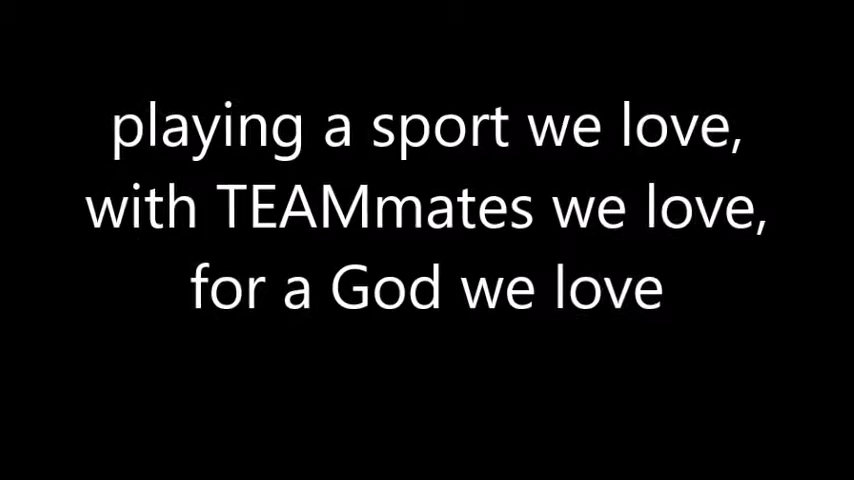 playing a sport we love,
with TEAMmates we love,
for a God we love